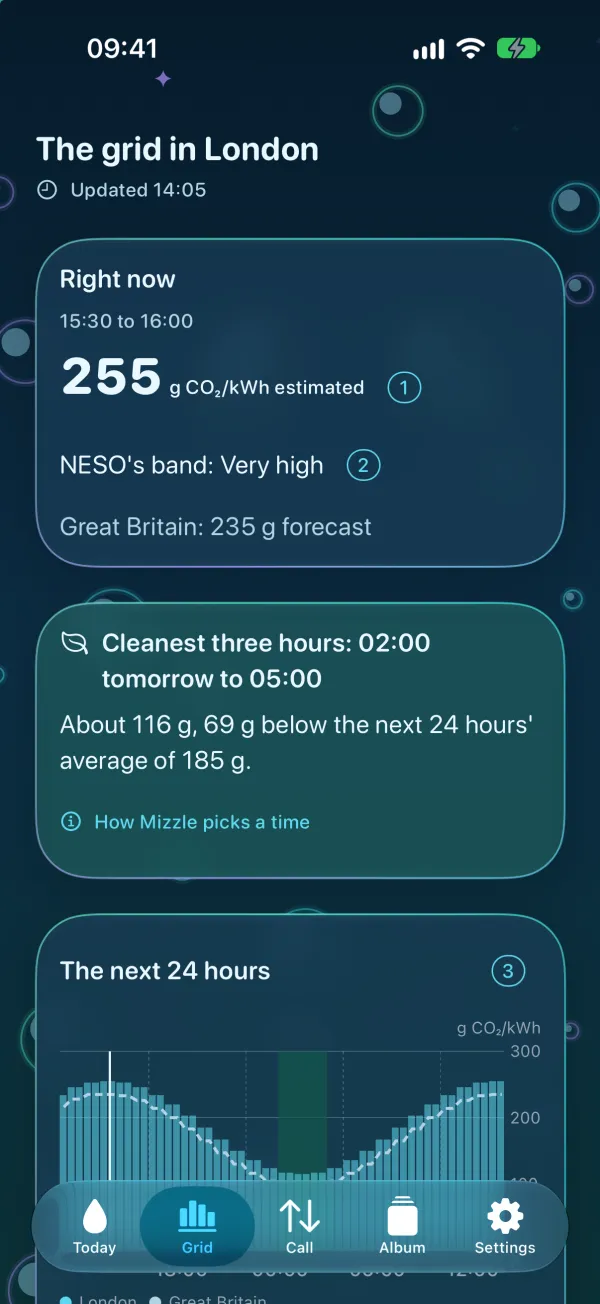 09:41
The grid in London
Updated 14:05
Right now
15:30 to 16:00
255 g CO₂/kWh estimated 1
NESO's band: Very high 2
Great Britain: 235 g forecast
Cleanest three hours: 02:00
tomorrow to 05:00
About 116 g, 69 g below the next 24 hours'
average of 185 g.
How Mizzle picks a time
The next 24 hours 3
g CO₂/kWh
300
200
Today Grid Call Album Settings
London Great Britain